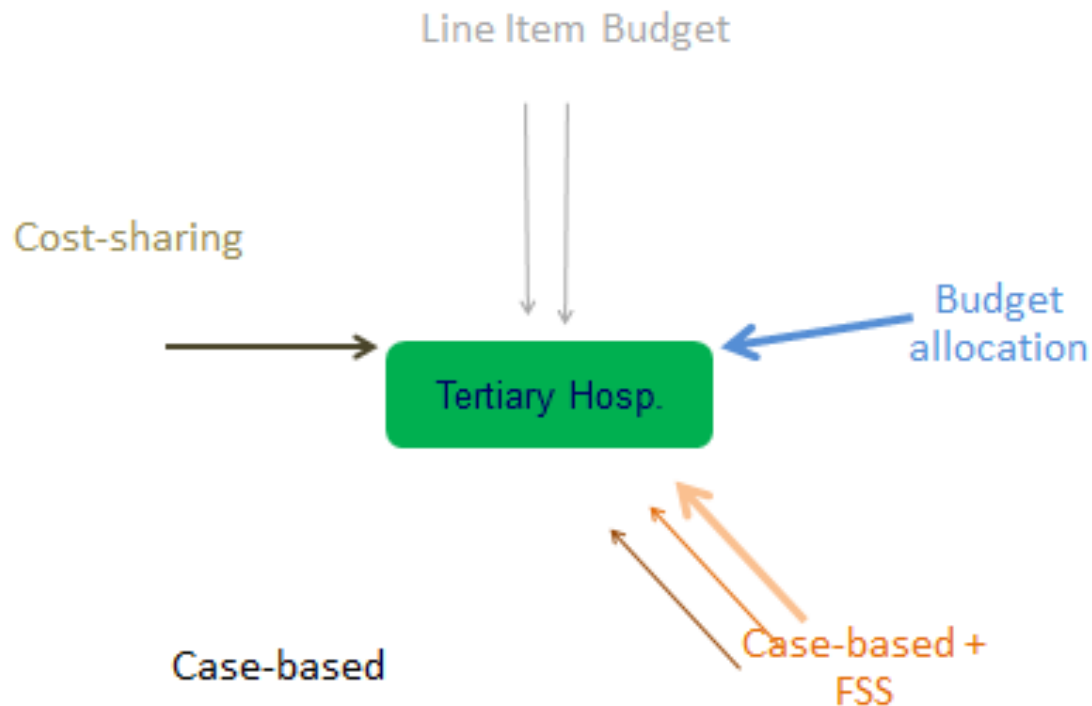 Line Item Budget
Cost-sharing
Budget
allocation
Tertiary Hosp.
Case-based +
FSS
Case-based